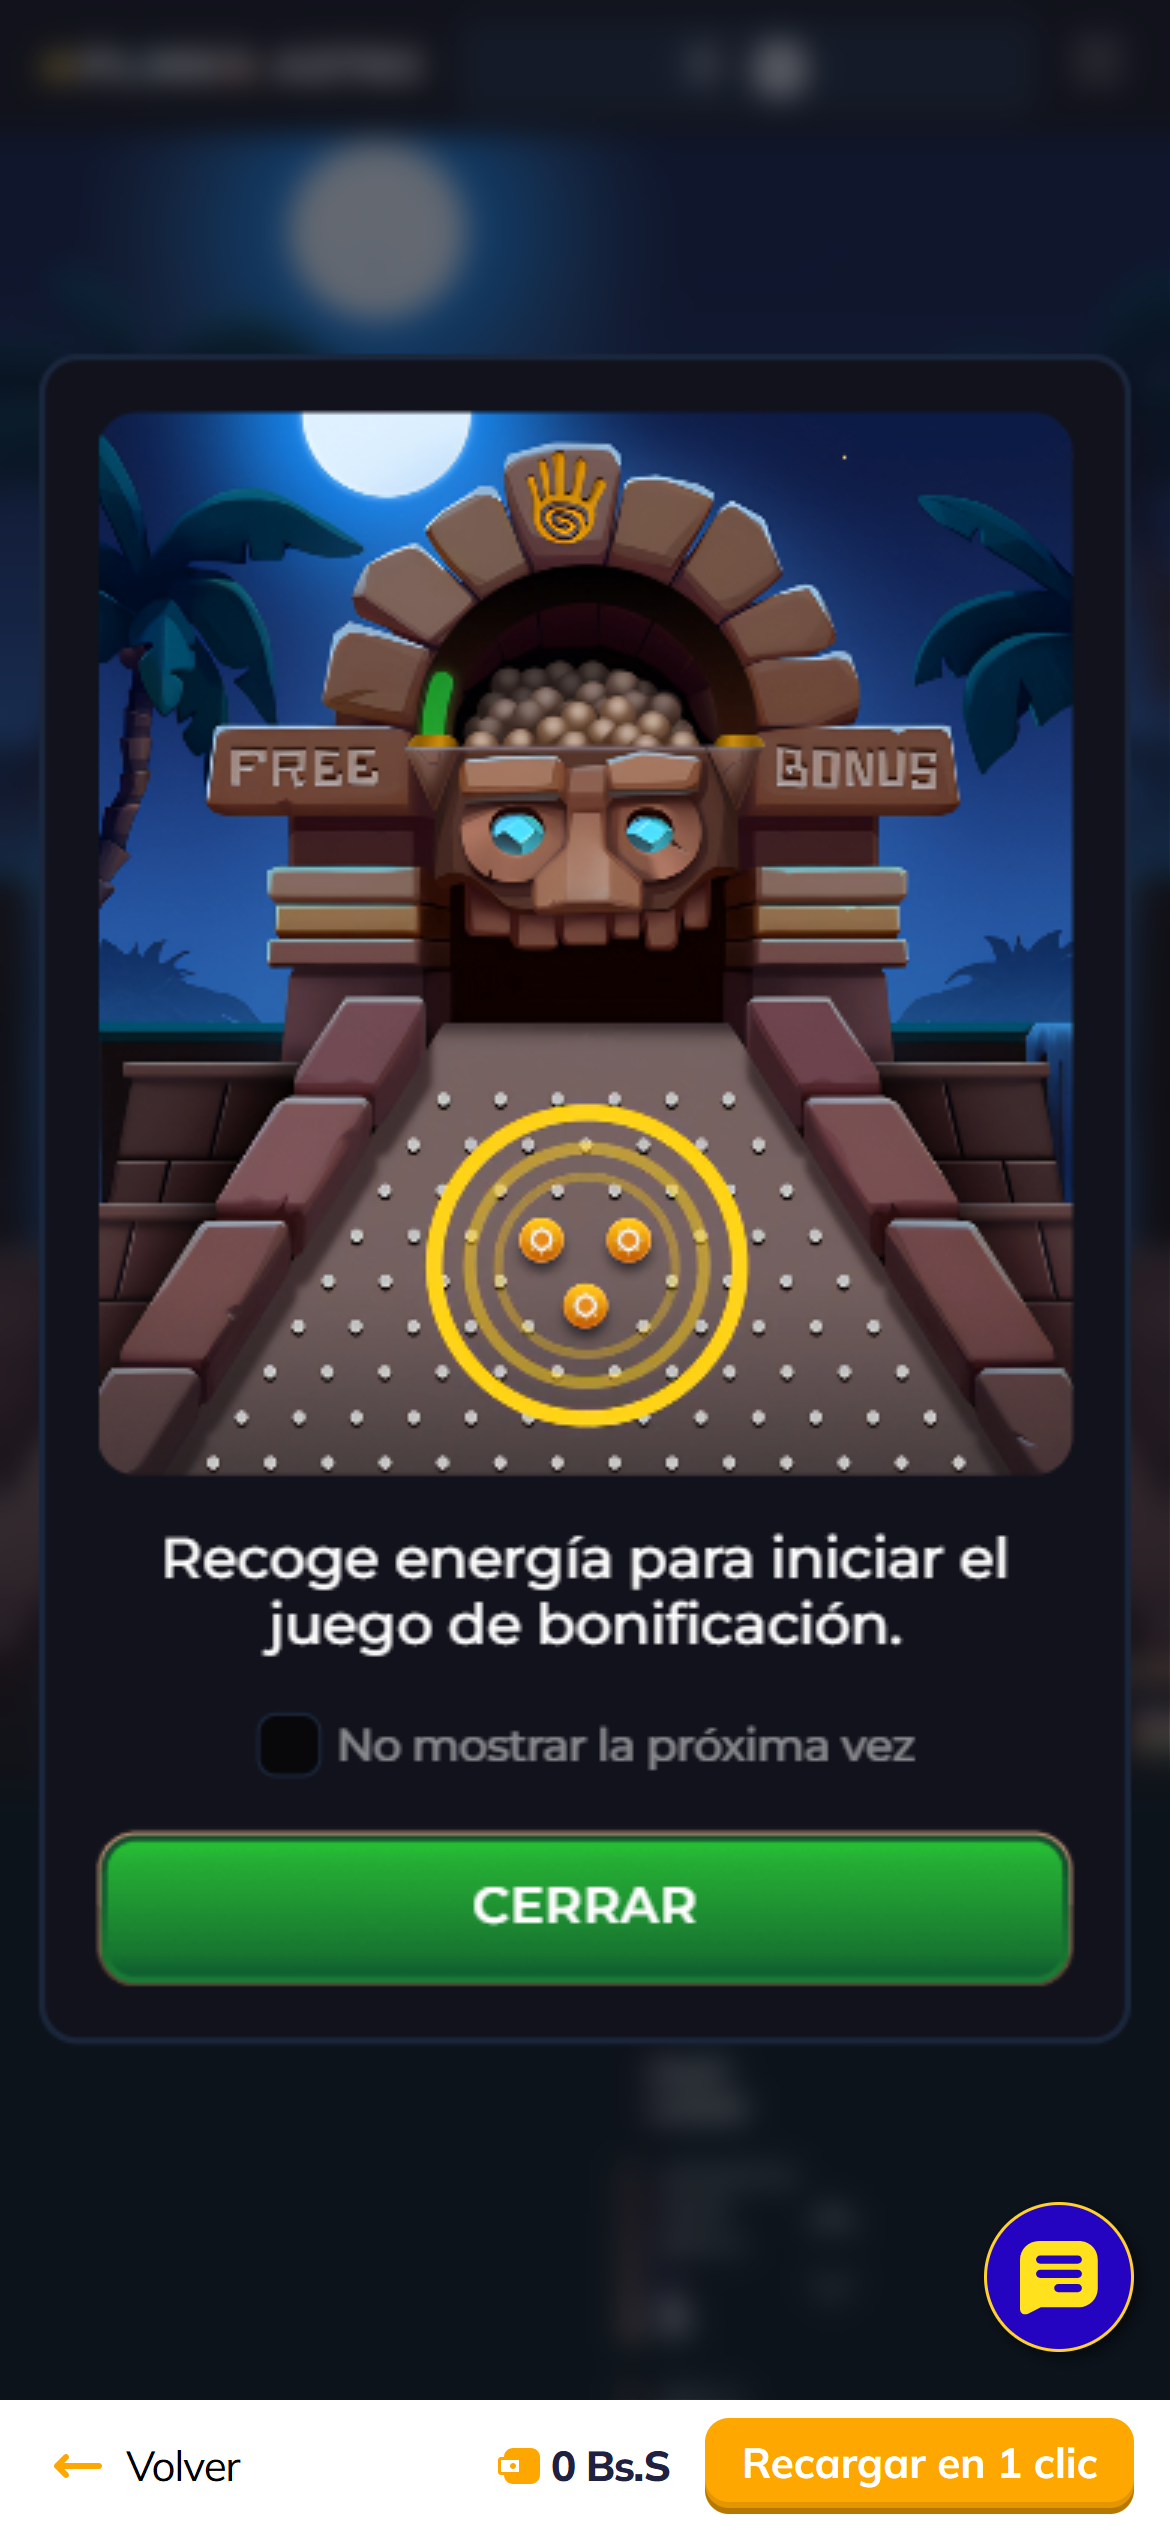 FREE
BONUS
Recoge energía para iniciar el
juego de bonificación.
No mostrar la próxima vez
CERRAR
Volver
0 Bs.S
Recargar en 1 clic